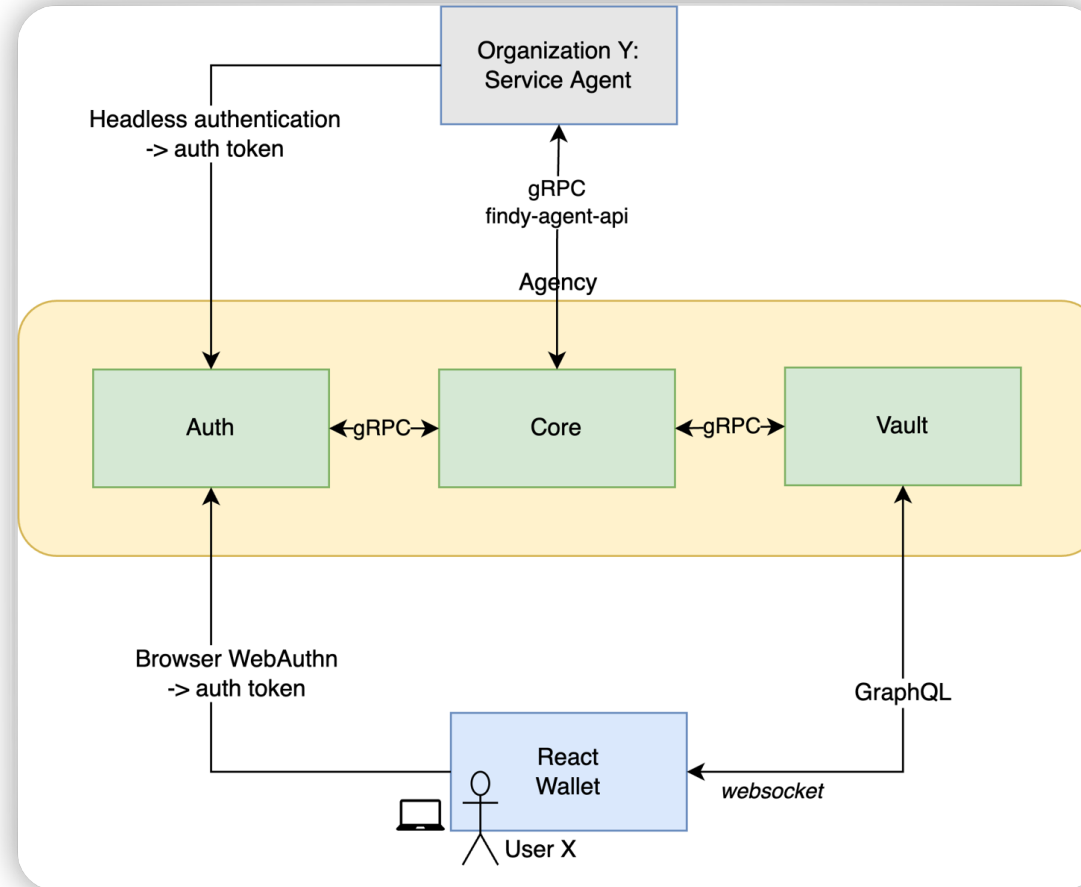 Organization Y:
Service Agent
Headless authentication
-> auth token
gRPC
findy-agent-api
Agency
Auth
gRPC
Core
gRPC
Vault
Browser WebAuthn
-> auth token
GraphQL
React
Wallet
websocket
User X